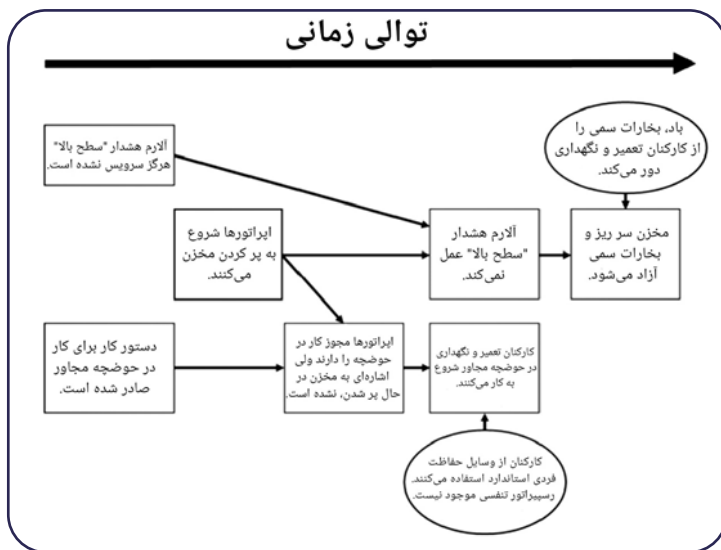 توالی زمانی
باد، بخارات سمی را
از کارکنان تعمیر و نگهداری
دور می‌کند.
آلارم هشدار "سطح بالا"
هرگز سرویس نشده است.
اپراتورها شروع
به پر کردن مخزن
می‌کنند.
آلارم هشدار
"سطح بالا" عمل
نمی‌کند.
مخزن سر ریز و
بخارات سمی
آزاد می‌شود.
دستور کار برای کار
در حوضچه مجاور
صادر شده است.
اپراتورها مجوز کار در
حوضچه را دارند ولی
اشاره‌ای به مخزن در
حال پر شدن، نشده است.
کارکنان تعمیر و نگهداری
در حوضچه مجاور شروع
به کار می‌کنند.
کارکنان از وسایل حفاظت
فردی استاندارد استفاده می‌کنند.
رسپیراتور تنفسی موجود نیست.